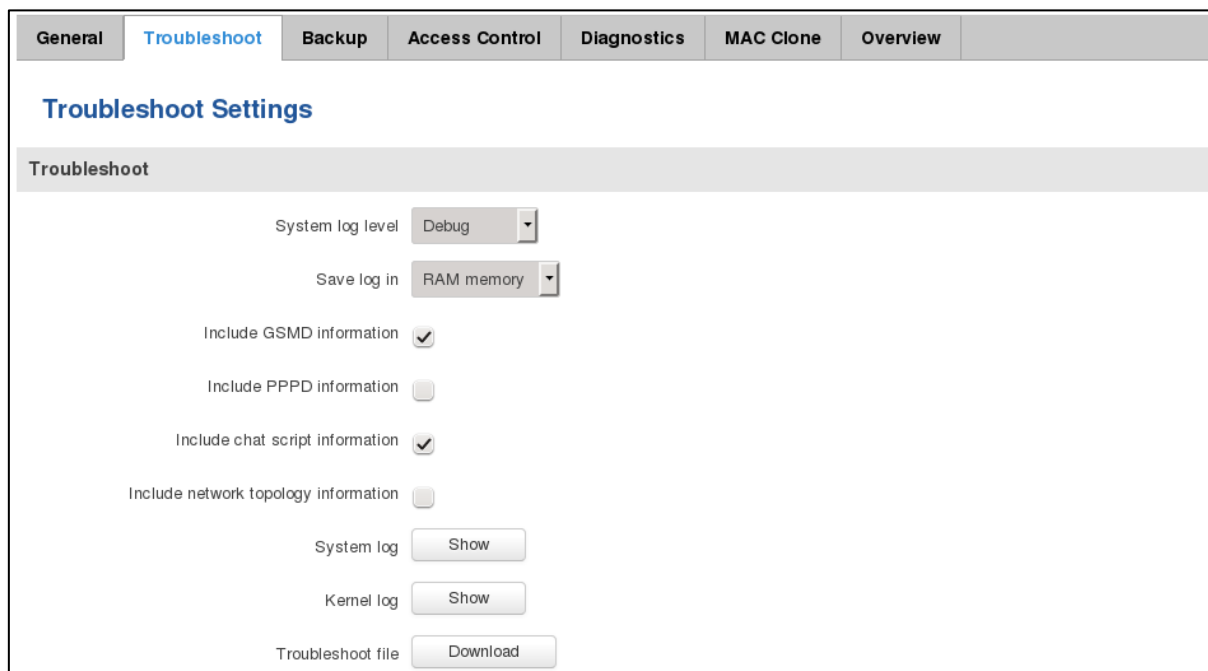 General Troubleshoot Backup Access Control Diagnostics MAC Clone Overview
Troubleshoot Settings
Troubleshoot
System log level Debug
Save log in RAM memory
Include GSMD information
Include PPPD information
Include chat script information
Include network topology information
System log Show
Kernel log Show
Troubleshoot file Download